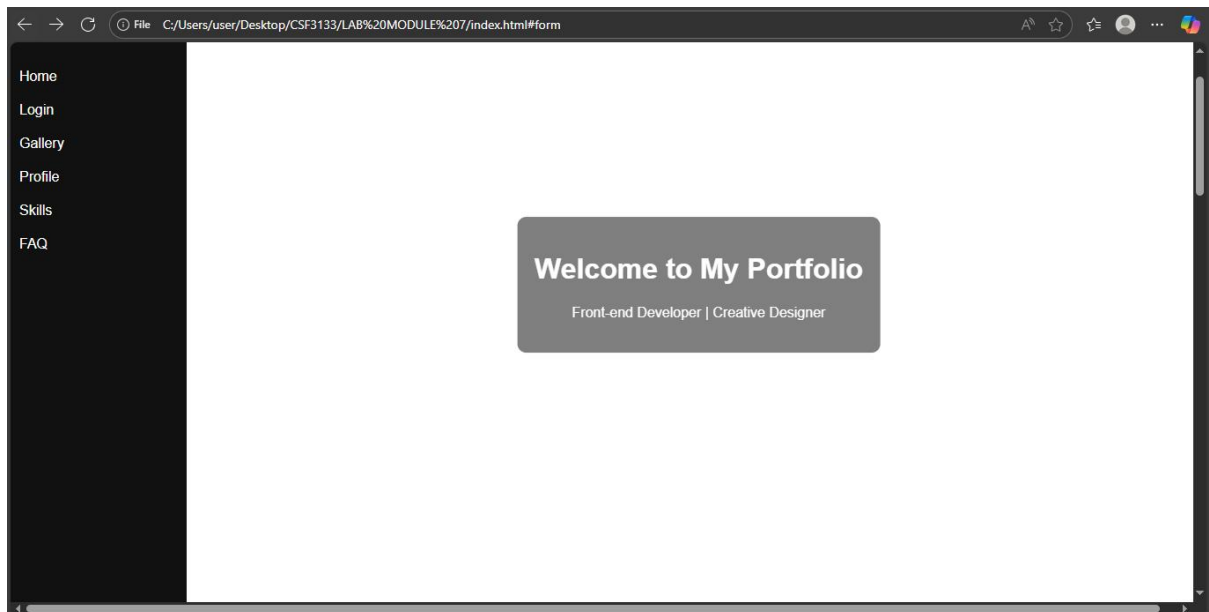 File C:/Users/user/Desktop/CSF3133/LAB%20MODULE%207/index.html#form
Home
Login
Gallery
Profile
Skills
FAQ
Welcome to My Portfolio
Front-end Developer | Creative Designer